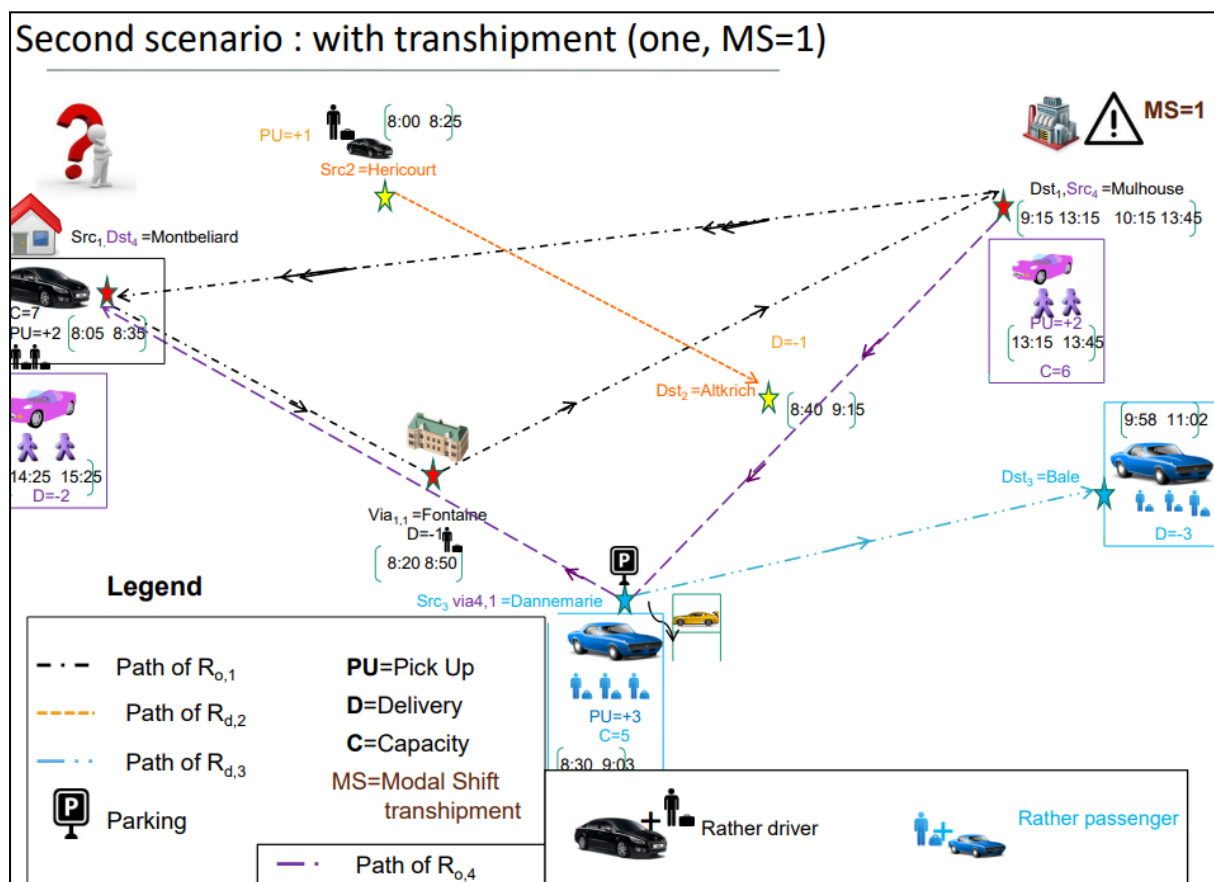 Second scenario : with transhipment (one, MS=1)
PU=+1
8:00 8:25
Src2 =Hericourt
MS=1
Dst1,Src4 =Mulhouse
9:15 13:15 10:15 13:45
Src1,Dst4 =Montbeliard
C=7
PU=+2 8:05 8:35
PU=+2
13:15 13:45
C=6
D=-1
Dst2 =Altkrich
8:40 9:15
14:25 15:25
D=-2
Via1,1 =Fontaine
D=-1
8:20 8:50
9:58 11:02
Dst3 =Bale
D=-3
P
Src3 via4,1 =Dannemarie
PU=+3
C=5
8:30 9:03
Legend
Path of Ro,1
Path of Rd,2
Path of Rd,3
P Parking
PU=Pick Up
D=Delivery
C=Capacity
MS=Modal Shift
transhipment
Path of Ro,4
+ Rather driver
+ Rather passenger